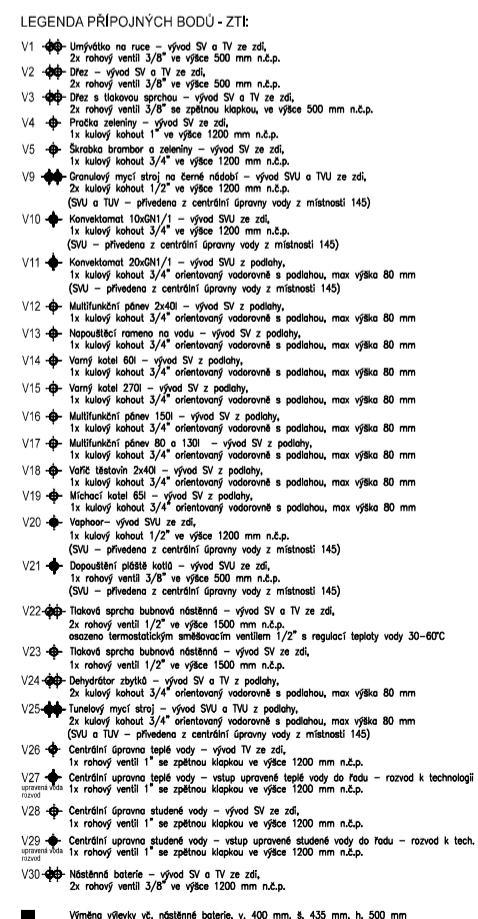 LEGENDA PŘÍPOJNÝCH BODŮ - ZTI:
V1 Umývátko na ruce – vývod SV a TV ze zdi,
2x rohový ventil 3/8" ve výšce 500 mm n.č.p.
V2 Dřez – vývod SV a TV ze zdi,
2x rohový ventil 3/8" ve výšce 500 mm n.č.p.
V3 Dřez s tlakovou sprchou – vývod SV a TV ze zdi,
2x rohový ventil 3/8" se zpětnou klapkou, ve výšce 500 mm n.č.p.
V4 Pračka zeleniny – vývod SV ze zdi,
1x kulový kohout 1" ve výšce 1200 mm n.č.p.
V5 Škrabka brambor a zeleniny – vývod SV ze zdi,
1x kulový kohout 3/4" ve výšce 1200 mm n.č.p.
V9 Granulový mycí stroj na černé nádobí – vývod SVU a TVU ze zdi,
2x kulový kohout 1/2" ve výšce 1200 mm n.č.p.
(SVU a TUV – přivedena z centrální úpravny vody z místnosti 145)
V10 Konvektomat 10xGN1/1 – vývod SVU ze zdi,
1x kulový kohout 3/4" ve výšce 1200 mm n.č.p.
(SVU – přivedena z centrální úpravny vody z místnosti 145)
V11 Konvektomat 20xGN1/1 – vývod SVU z podlahy,
1x kulový kohout 3/4" orientovaný vodorovně s podlahou, max výška 80 mm
(SVU – přivedena z centrální úpravny vody z místnosti 145)
V12 Multifunkční pánev 2x40l – vývod SV z podlahy,
1x kulový kohout 3/4" orientovaný vodorovně s podlahou, max výška 80 mm
V13 Napouštěcí rameno na vodu – vývod SV z podlahy,
1x kulový kohout 3/4" orientovaný vodorovně s podlahou, max výška 80 mm
V14 Varný kotel 60l – vývod SV z podlahy,
1x kulový kohout 3/4" orientovaný vodorovně s podlahou, max výška 80 mm
V15 Varný kotel 270l – vývod SV z podlahy,
1x kulový kohout 3/4" orientovaný vodorovně s podlahou, max výška 80 mm
V16 Multifunkční pánev 150l – vývod SV z podlahy,
1x kulový kohout 3/4" orientovaný vodorovně s podlahou, max výška 80 mm
V17 Multifunkční pánev 80 a 130l – vývod SV z podlahy,
1x kulový kohout 3/4" orientovaný vodorovně s podlahou, max výška 80 mm
V18 Vařič těstovin 2x40l – vývod SV z podlahy,
1x kulový kohout 3/4" orientovaný vodorovně s podlahou, max výška 80 mm
V19 Míchací kotel 65l – vývod SV z podlahy,
1x kulový kohout 3/4" orientovaný vodorovně s podlahou, max výška 80 mm
V20 Vaphoor– vývod SVU ze zdi,
1x kulový kohout 1/2" ve výšce 1200 mm n.č.p.
(SVU – přivedena z centrální úpravny vody z místnosti 145)
V21 Dopouštění pláště kotlů – vývod SVU ze zdi,
1x rohový ventil 3/8" ve výšce 500 mm n.č.p.
(SVU – přivedena z centrální úpravny vody z místnosti 145)
V22 Tlaková sprcha bubnová nástěnná – vývod SV a TV ze zdi,
2x rohový ventil 1/2" ve výšce 1500 mm n.č.p.
osazeno termostatickým směšovacím ventilem 1/2" s regulací teploty vody 30–60°C
V23 Tlaková sprcha bubnová nástěnná – vývod SV ze zdi,
1x rohový ventil 1/2" ve výšce 1500 mm n.č.p.
V24 Dehydrátor zbytků – vývod SV a TV z podlahy,
2x kulový kohout 3/4" orientovaný vodorovně s podlahou, max výška 80 mm
V25 Tunelový mycí stroj – vývod SVU a TVU z podlahy,
2x kulový kohout 3/4" orientovaný vodorovně s podlahou, max výška 80 mm
(SVU a TUV – přivedena z centrální úpravny vody z místnosti 145)
V26 Centrální úpravna teplé vody – vývod TV ze zdi,
1x rohový ventil 1" se zpětnou klapkou ve výšce 1200 mm n.č.p.
V27 Centrální úpravna teplé vody – vstup upravené teplé vody do řadu – rozvod k technologii
upravená voda 1x rohový ventil 1" se zpětnou klapkou ve výšce 1200 mm n.č.p.
rozvod
V28 Centrální úpravna studené vody – vývod SV ze zdi,
1x rohový ventil 1" se zpětnou klapkou ve výšce 1200 mm n.č.p.
V29 Centrální úpravna studené vody – vstup upravené studené vody do řadu – rozvod k tech.
upravená voda 1x rohový ventil 1" se zpětnou klapkou ve výšce 1200 mm n.č.p.
rozvod
V30 Nástěnná baterie – vývod SV a TV ze zdi,
2x rohový ventil 3/8" ve výšce 1200 mm n.č.p.
Výměna výlevky vč. nástěnné baterie, v. 400 mm, š. 435 mm, h. 500 mm